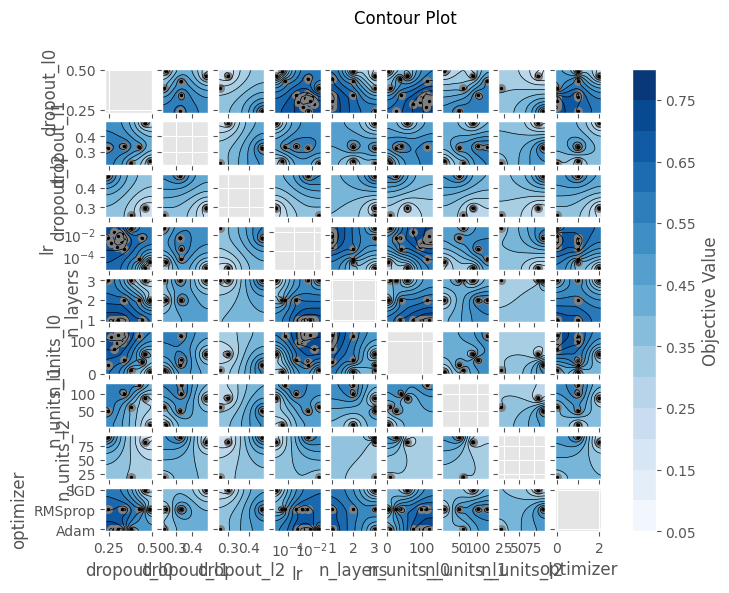 Contour Plot
dropout_l0
0.50
0.25
dropout_l1
0.4
0.3
dropout_l2
0.4
0.3
lr
10⁻²
10⁻⁴
n_layers
3
2
1
n_units_l0
100
0
n_units_l1
100
50
n_units_l2
75
50
25
optimizer
SGD
RMSprop
Adam
0.25 0.50 0.3 0.4 0.3 0.4 10⁻⁴ 10⁻² 1 2 3 0 100 50 100 25 50 75 0 2
dropout_l0 dropout_l1 dropout_l2 lr n_layers n_units_l0 n_units_l1 n_units_l2 optimizer
0.75
0.65
0.55
0.45
0.35
0.25
0.15
0.05
Objective Value